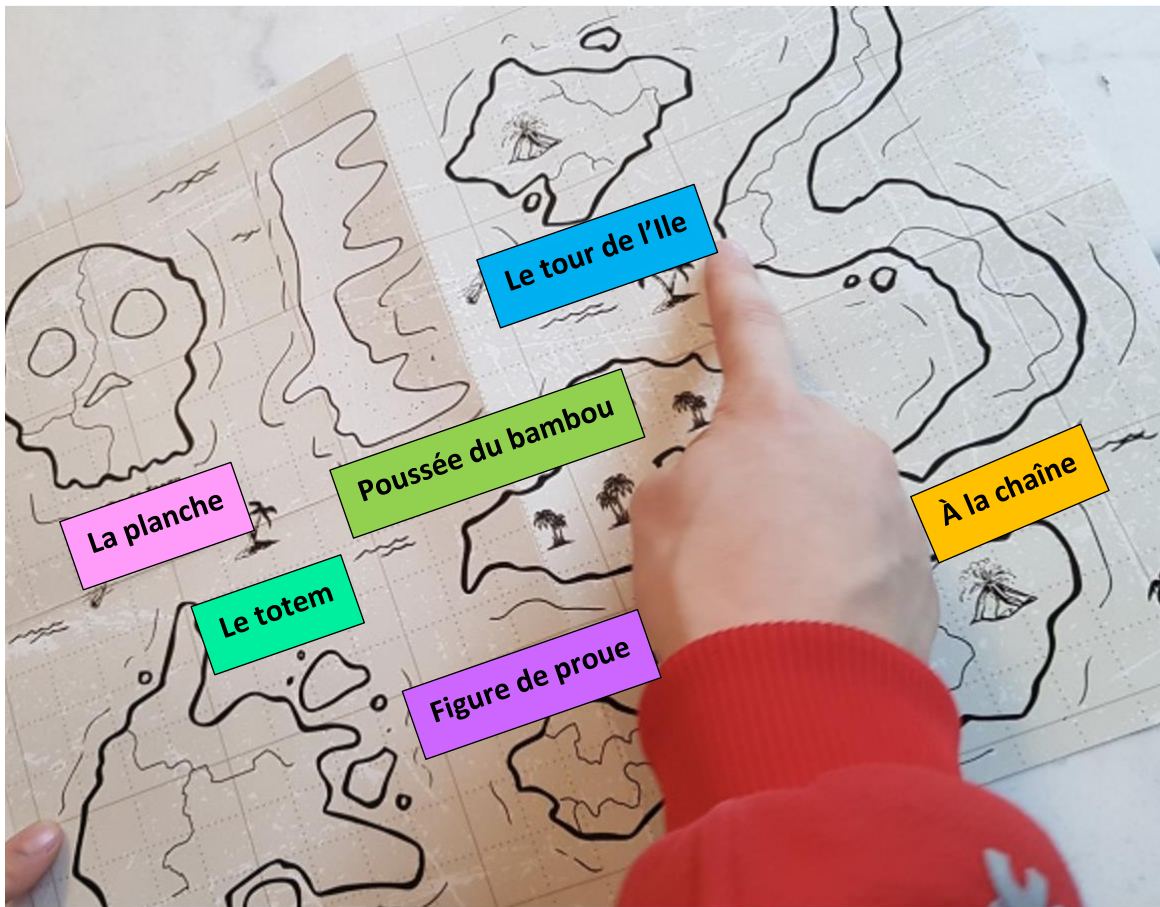 Le tour de l’Ile
Poussée du bambou
À la chaîne
La planche
Le totem
Figure de proue